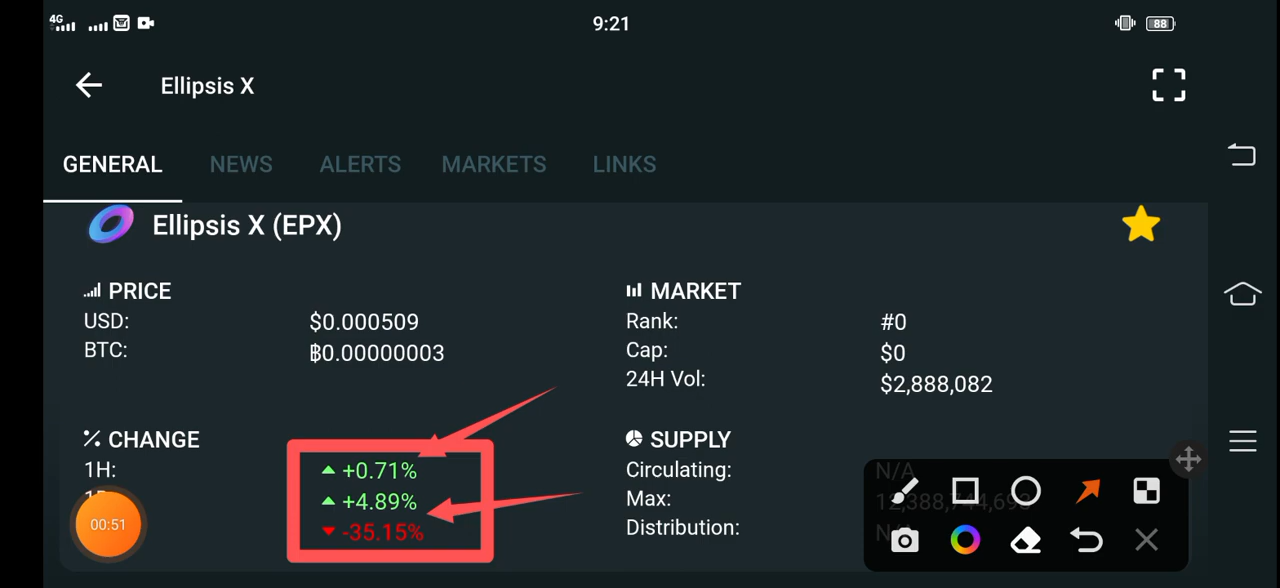 4G
9:21
88
Ellipsis X
GENERAL NEWS ALERTS MARKETS LINKS
Ellipsis X (EPX)
PRICE
USD: $0.000509
BTC: ₿0.00000003
MARKET
Rank: #0
Cap: $0
24H Vol: $2,888,082
CHANGE
1H: +0.71%
+4.89%
-35.15%
00:51
SUPPLY
Circulating: N/A
Max:
Distribution: